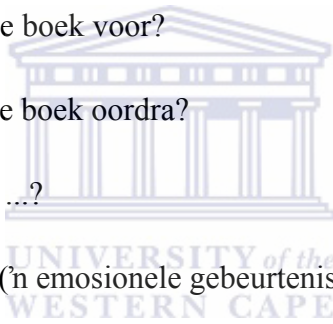 e boek voor?
e boek oordra?
...?
UNIVERSITY of the
('n emosionele gebeurtenis
WESTERN CAPE